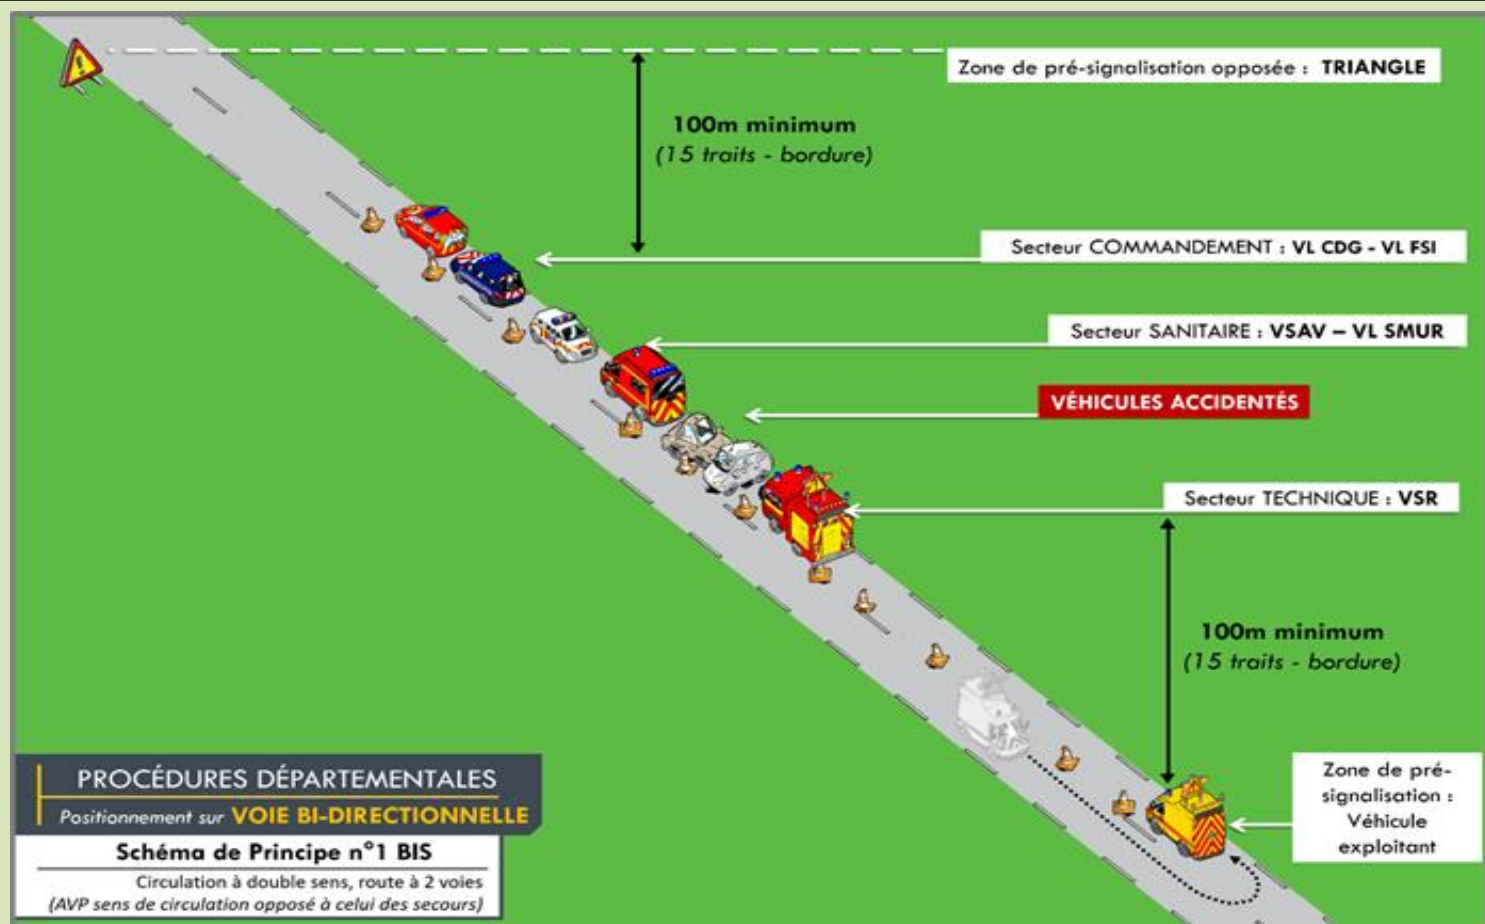 Zone de pré-signalisation opposée : TRIANGLE
100m minimum
(15 traits - bordure)
Secteur COMMANDEMENT : VL CDG - VL FSI
Secteur SANITAIRE : VSAV – VL SMUR
VÉHICULES ACCIDENTÉS
Secteur TECHNIQUE : VSR
100m minimum
(15 traits - bordure)
Zone de pré-
signalisation :
Véhicule
exploitant
PROCÉDURES DÉPARTEMENTALES
Positionnement sur VOIE BI-DIRECTIONNELLE
Schéma de Principe n°1 BIS
Circulation à double sens, route à 2 voies
(AVP sens de circulation opposé à celui des secours)